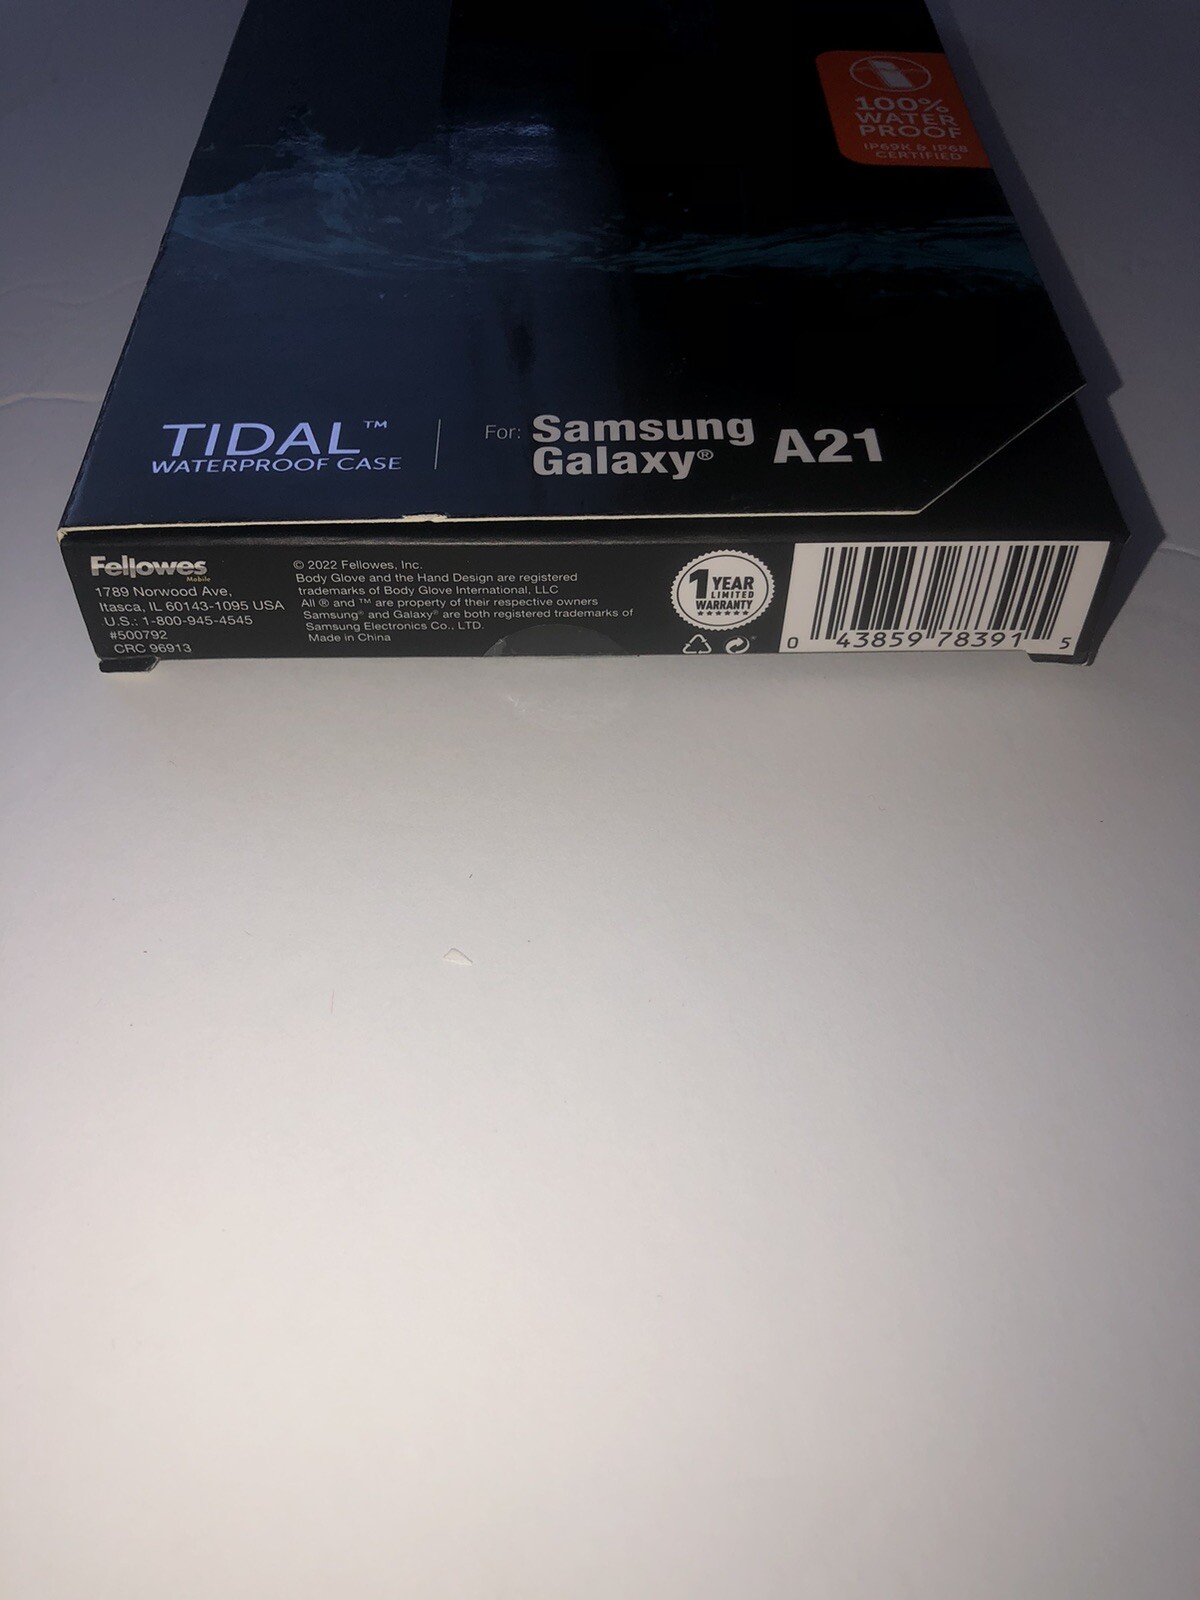 100%
WATER
PROOF
IP69K & IP68
CERTIFIED
TIDAL™
WATERPROOF CASE
For: Samsung
Galaxy® A21
Fellowes
Mobile
1789 Norwood Ave,
Itasca, IL 60143-1095 USA
U.S.: 1-800-945-4545
#500792
CRC 96913
© 2022 Fellowes, Inc.
Body Glove and the Hand Design are registered
trademarks of Body Glove International, LLC
All ® and ™ are property of their respective owners
Samsung® and Galaxy® are both registered trademarks of
Samsung Electronics Co., LTD.
Made in China
1 YEAR
LIMITED
WARRANTY
0 43859 78391 5